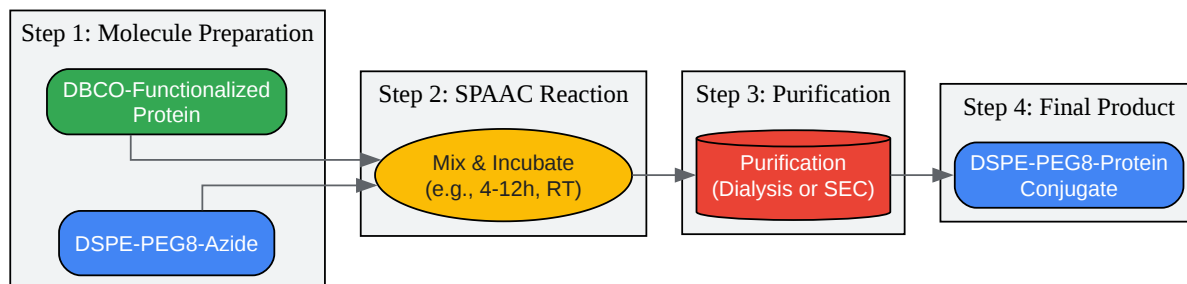 Step 1: Molecule Preparation
DBCO-Functionalized
Protein
DSPE-PEG8-Azide
Step 2: SPAAC Reaction
Mix & Incubate
(e.g., 4-12h, RT)
Step 3: Purification
Purification
(Dialysis or SEC)
Step 4: Final Product
DSPE-PEG8-Protein
Conjugate